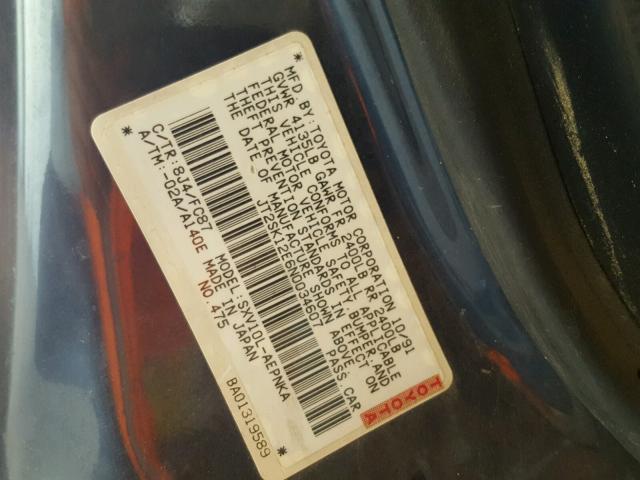 MFD BY: TOYOTA MOTOR CORPORATION 10/91
GVWR 4135LB GAWR FR 2400LB RR 2400LB
THIS VEHICLE CONFORMS TO ALL APPLICABLE
FEDERAL MOTOR VEHICLE SAFETY BUMPER, AND
THEFT PREVENTION STANDARDS IN EFFECT ON
THE DATE OF MANUFACTURE SHOWN ABOVE.
JT2SK12E6N0034607 PASS CAR
* *
C/TR: 8J4/FC87 MODEL: SXV10L-AEPNKA
A/TM: -02A/A140E MADE IN JAPAN
NO. 475
BA01319589
TOYOTA